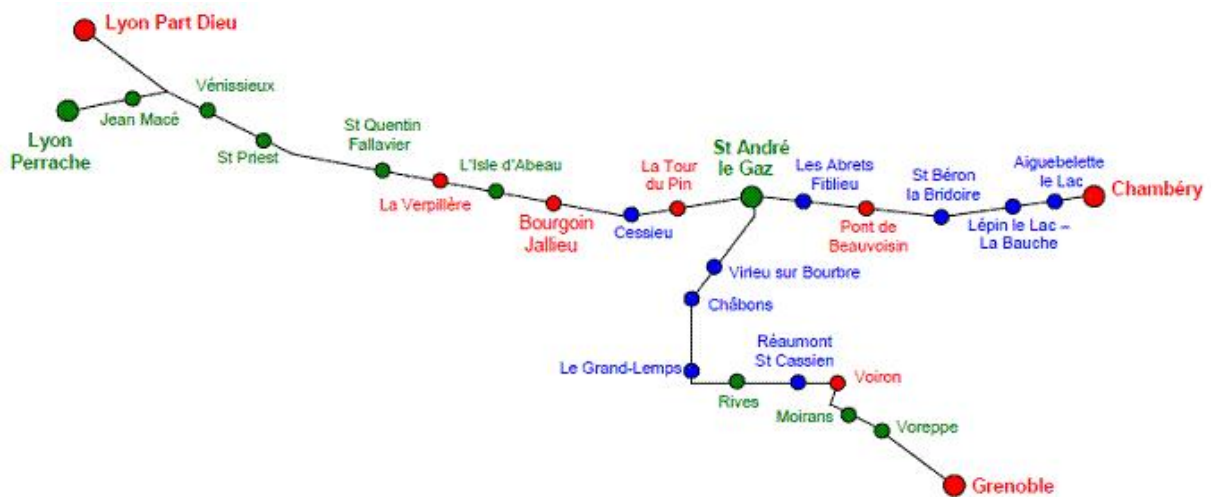 Lyon Part Dieu
Vénissieux
Jean Macé
Lyon
Perrache
St Priest
St Quentin
Fallavier
La Verpillère
L'Isle d'Abeau
Bourgoin
Jallieu
Cessieu
La Tour
du Pin
St André
le Gaz
Les Abrets
Fitilieu
Pont de
Beauvoisin
St Béron
la Bridoire
Lépin le Lac –
La Bauche
Aiguebelette
le Lac
Chambéry
Virieu sur Bourbre
Châbons
Le Grand-Lemps
Rives
Réaumont
St Cassien
Voiron
Moirans
Voreppe
Grenoble